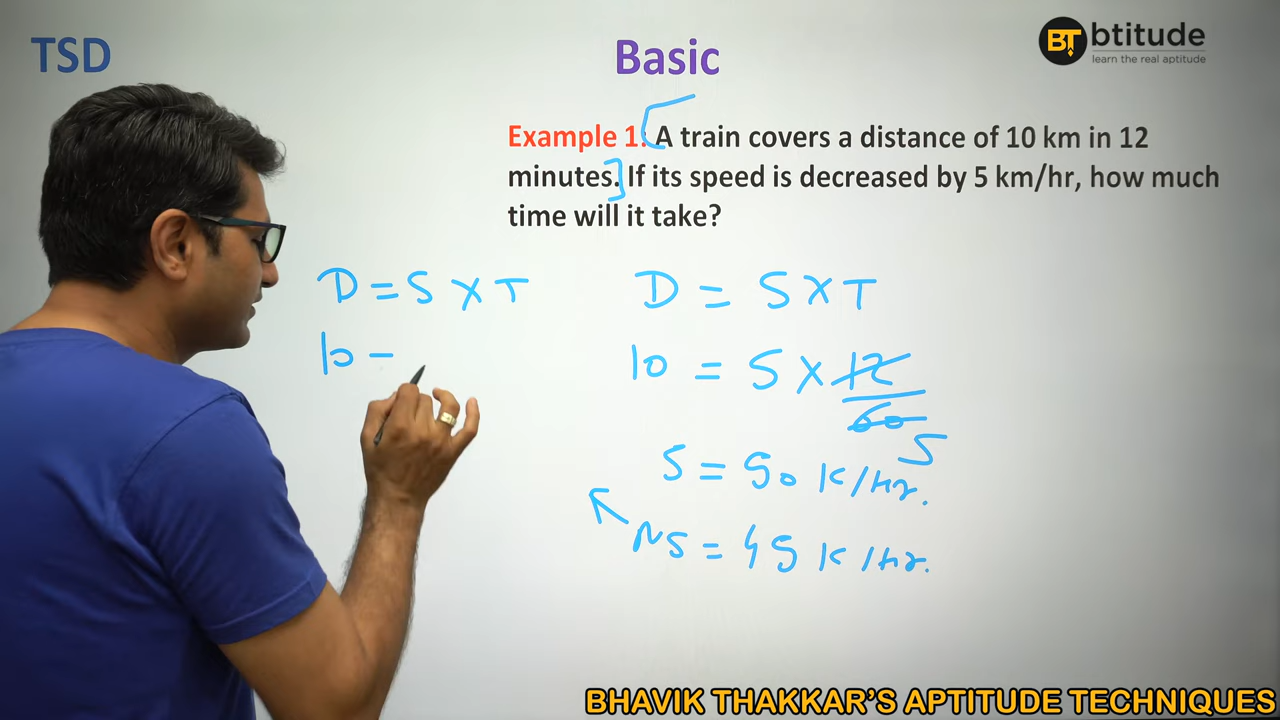 TSD
Basic
BT btitude
learn the real aptitude
Example 1: A train covers a distance of 10 km in 12
minutes. If its speed is decreased by 5 km/hr, how much
time will it take?
D = S X T
10 =
D = S X T
10 = S X 12/60
5
S = 50 K/Hr.
NS = 45 K/Hr.
BHAVIK THAKKAR'S APTITUDE TECHNIQUES